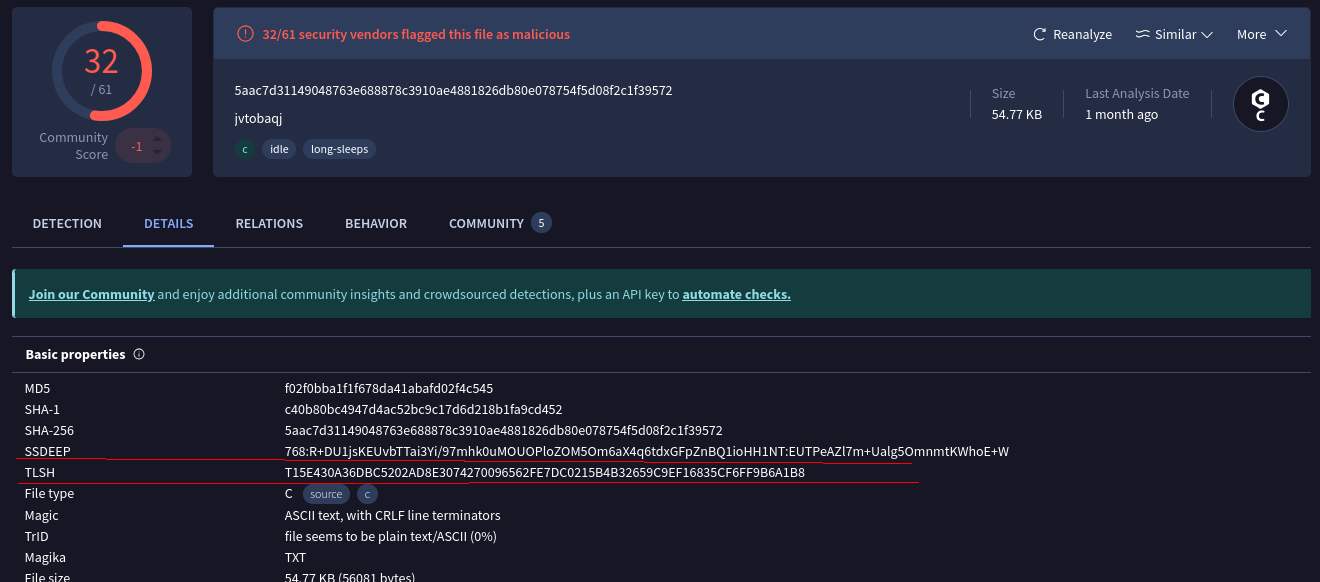 32
/ 61
Community
Score
-1
32/61 security vendors flagged this file as malicious
Reanalyze
Similar
More
5aac7d31149048763e688878c3910ae4881826db80e078754f5d08f2c1f39572
jvtobaqj
c
idle
long-sleeps
Size
54.77 KB
Last Analysis Date
1 month ago
C
DETECTION
DETAILS
RELATIONS
BEHAVIOR
COMMUNITY 5
Join our Community and enjoy additional community insights and crowdsourced detections, plus an API key to automate checks.
Basic properties
MD5 f02f0bba1f1f678da41abafd02f4c545
SHA-1 c40b80bc4947d4ac52bc9c17d6d218b1fa9cd452
SHA-256 5aac7d31149048763e688878c3910ae4881826db80e078754f5d08f2c1f39572
SSDEEP 768:R+DU1jsKEUvbTTai3Yi/97mhk0uMOUOPloZOM5Om6aX4q6tdxGFpZnBQ1ioHH1NT:EUTPeAZl7m+Ualg5OmnmtKWhoE+W
TLSH T15E430A36DBC5202AD8E3074270096562FE7DC0215B4B32659C9EF16835CF6FF9B6A1B8
File type C source c
Magic ASCII text, with CRLF line terminators
TrID file seems to be plain text/ASCII (0%)
Magika TXT
File size 54.77 KB (56081 bytes)